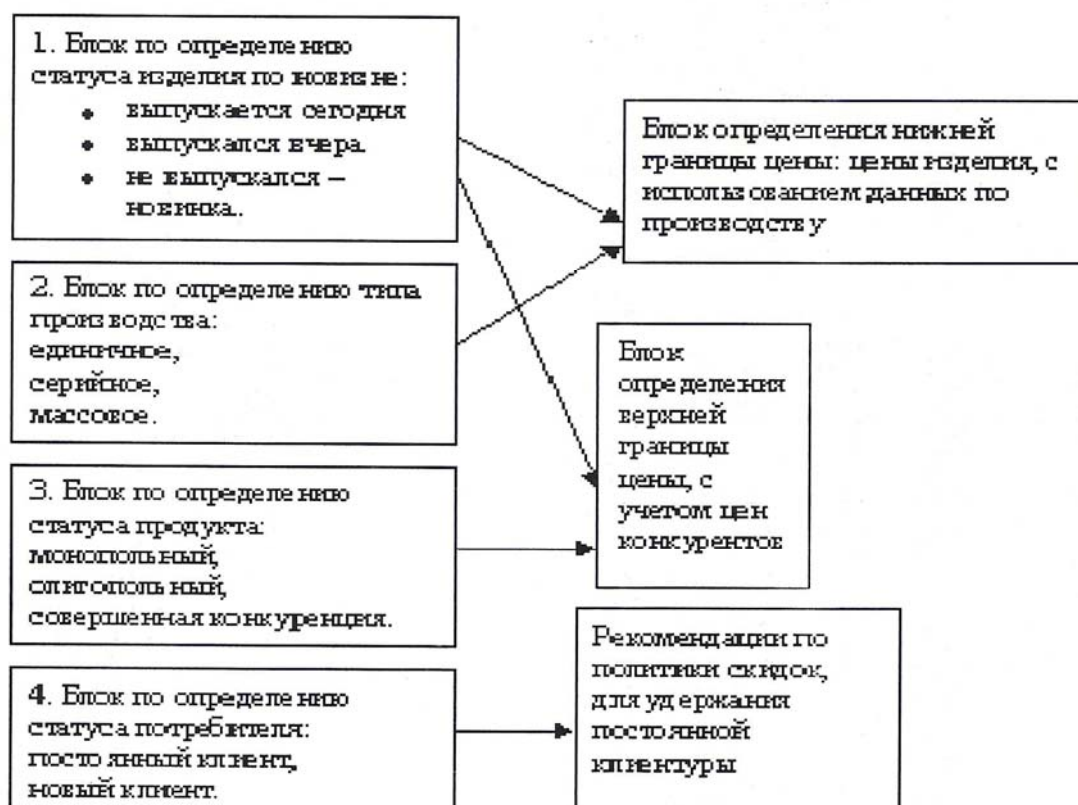 1. Блок по определению
статуса изделия по новизне:
• выпускается сегодня
• выпускался вчера
• не выпускался –
новинка.
2. Блок по определению типа
производства:
единичное,
серийное,
массовое.
3. Блок по определению
статуса продукта:
монопольный,
олигопольный,
совершенная конкуренция.
4. Блок по определению
статуса потребителя:
постоянный клиент,
новый клиент.
Блок определения нижней
границы цены: цены изделия, с
использованием данных по
производству
Блок
определения
верхней
границы
цены, с
учетом цен
конкурентов
Рекомендации по
политики скидок,
для удержания
постоянной
клиентуры